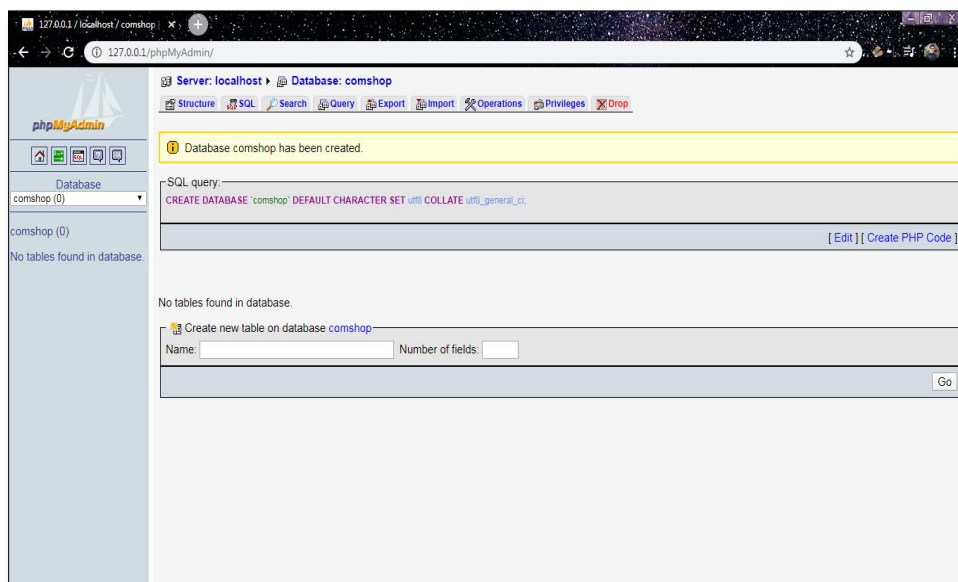 127.0.0.1 / localhost / comshop |
127.0.0.1/phpMyAdmin/
phpMyAdmin
Database
comshop (0)
comshop (0)
No tables found in database.
Server: localhost Database: comshop
Structure SQL Search Query Export Import Operations Privileges Drop
Database comshop has been created.
SQL query:
CREATE DATABASE `comshop` DEFAULT CHARACTER SET utf8 COLLATE utf8_general_ci;
[ Edit ] [ Create PHP Code ]
No tables found in database.
Create new table on database comshop
Name: Number of fields:
Go